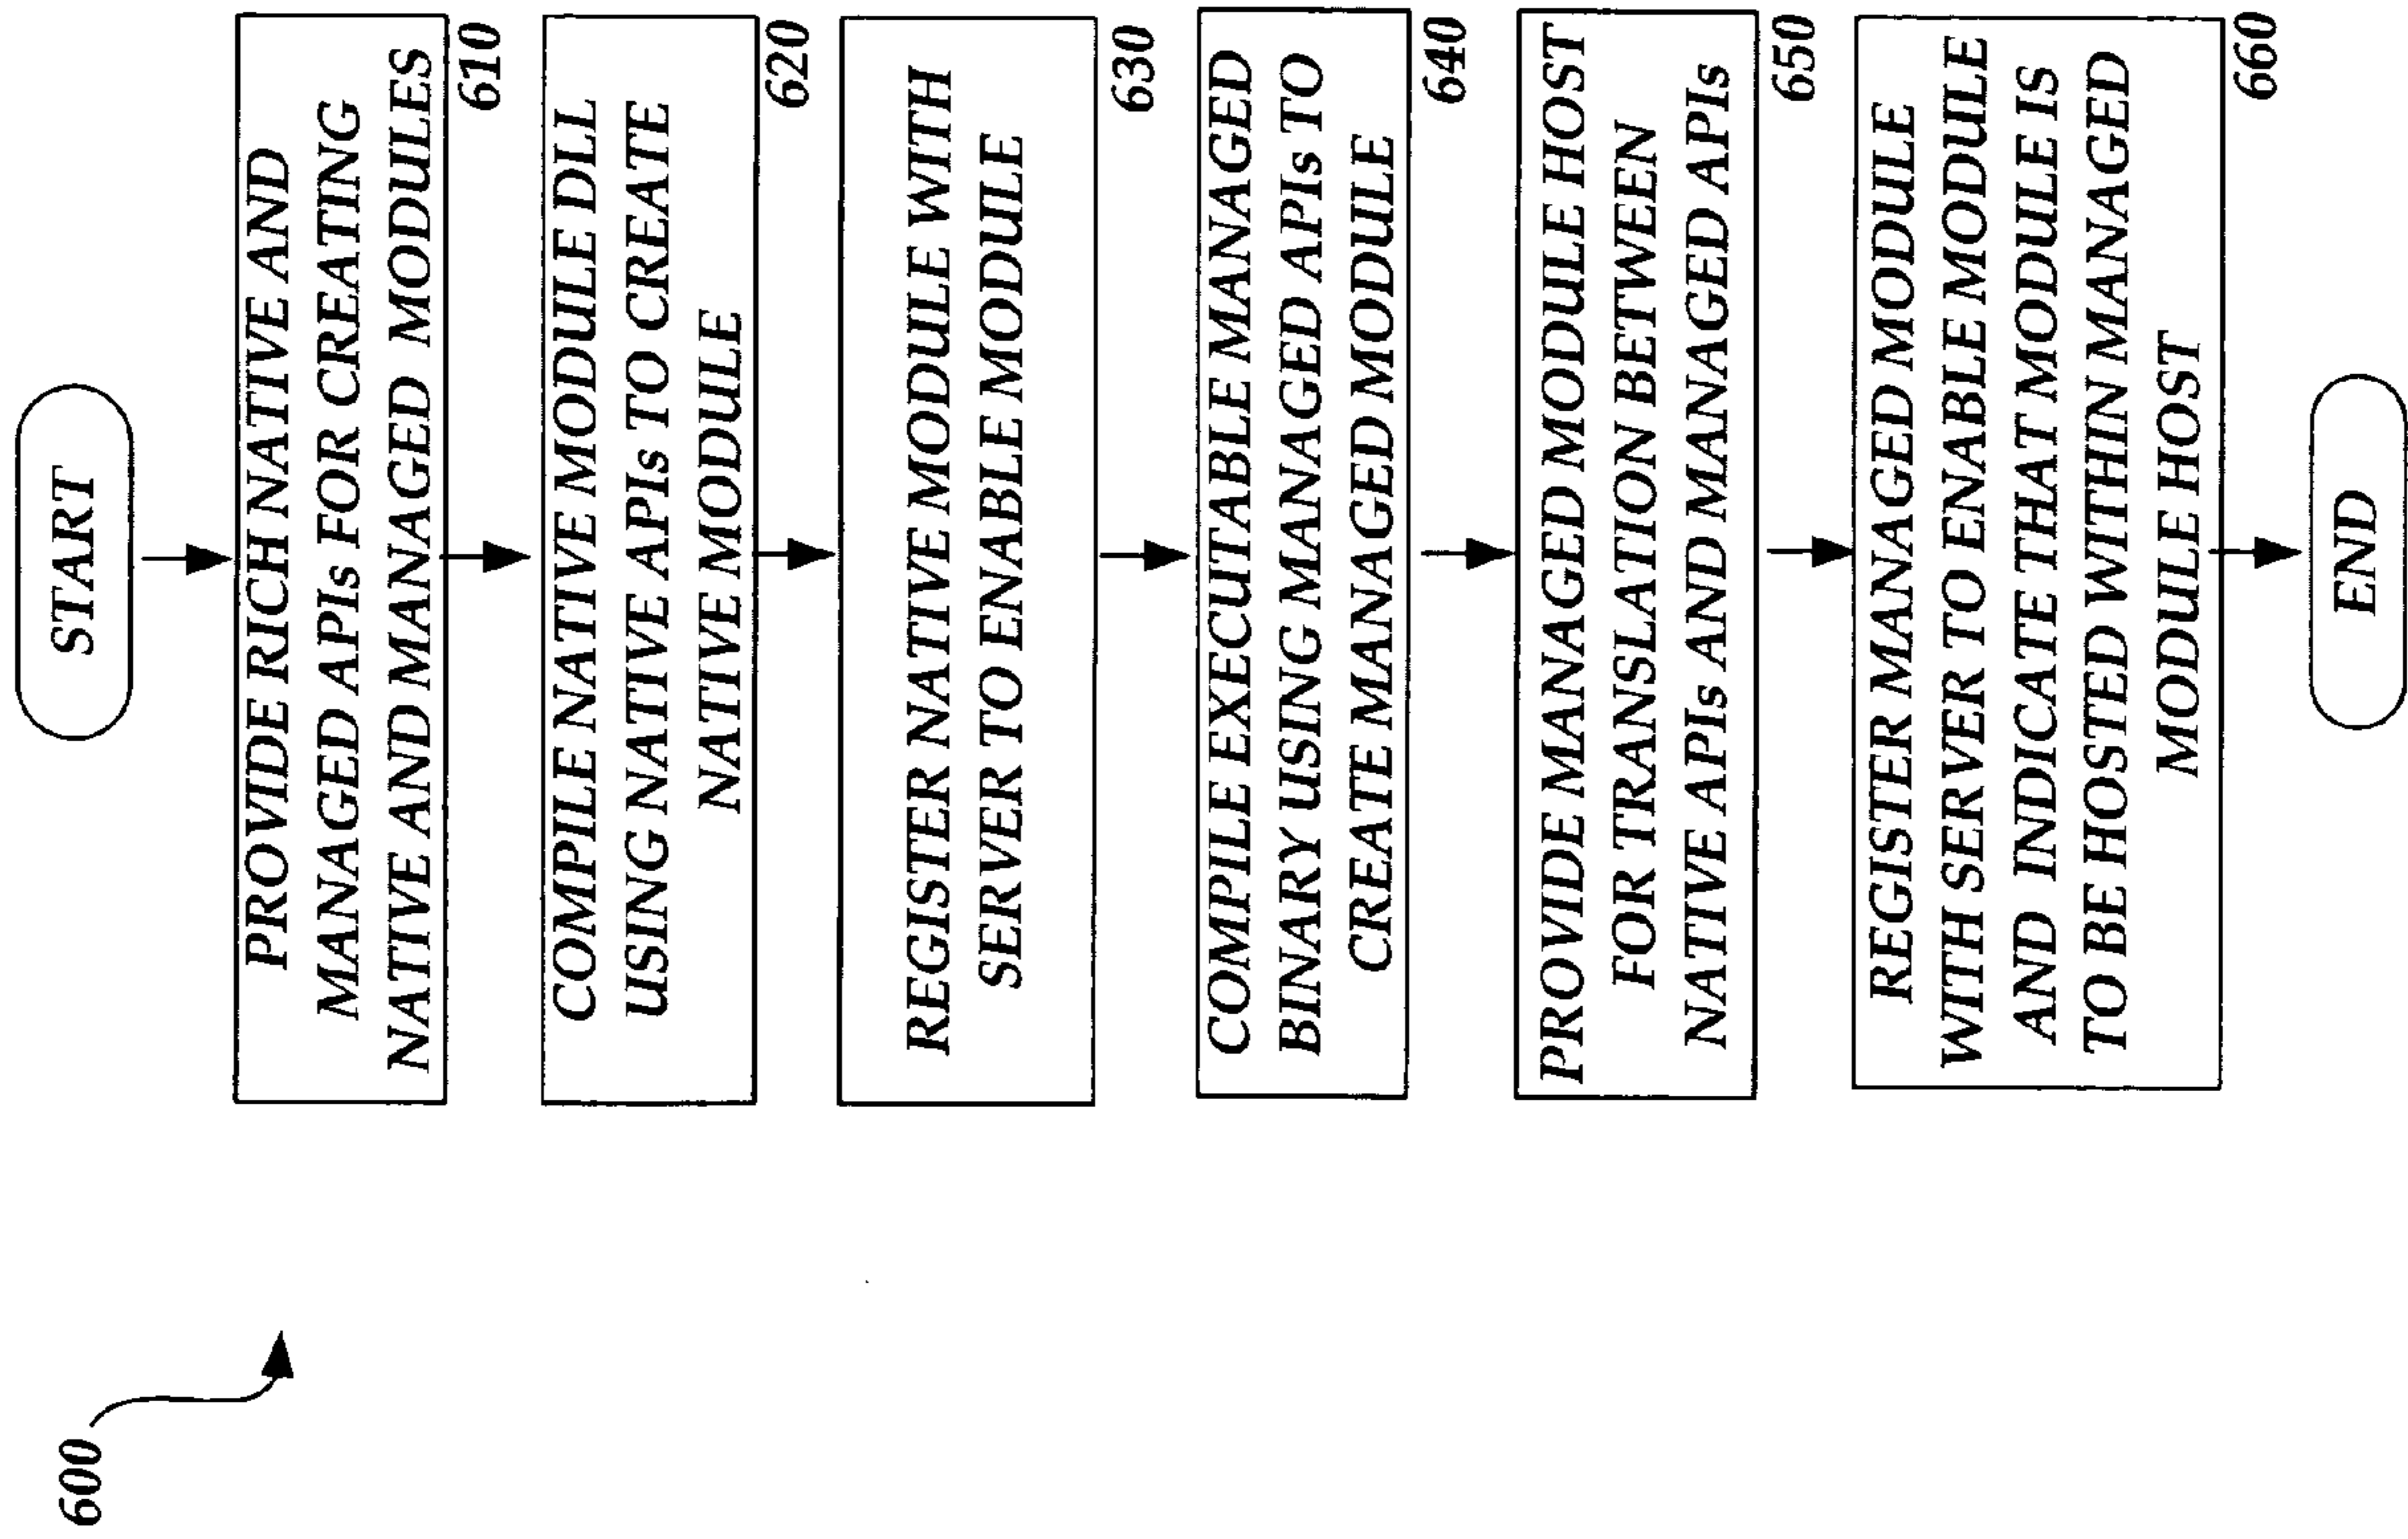 600
START
PROVIDE RICH NATIVE AND
MANAGED APIs FOR CREATING
NATIVE AND MANAGED MODULES
610
COMPILE NATIVE MODULE DLL
USING NATIVE APIs TO CREATE
NATIVE MODULE
620
REGISTER NATIVE MODULE WITH
SERVER TO ENABLE MODULE
630
COMPILE EXECUTABLE MANAGED
BINARY USING MANAGED APIs TO
CREATE MANAGED MODULE
640
PROVIDE MANAGED MODULE HOST
FOR TRANSLATION BETWEEN
NATIVE APIs AND MANAGED APIs
650
REGISTER MANAGED MODULE
WITH SERVER TO ENABLE MODULE
AND INDICATE THAT MODULE IS
TO BE HOSTED WITHIN MANAGED
MODULE HOST
660
END